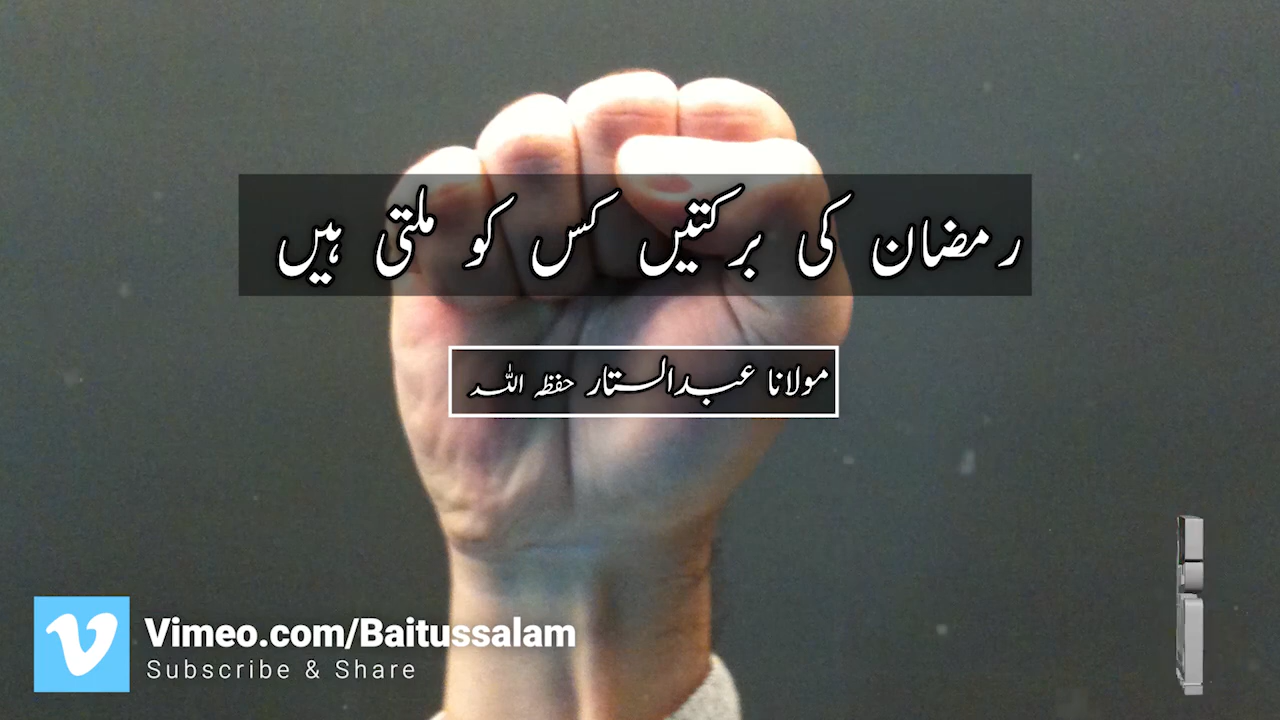 رمضان کی برکتیں کس کو ملتی ہیں
مولانا عبدالستار حفظہ اللہ
Vimeo.com/Baitussalam
Subscribe & Share